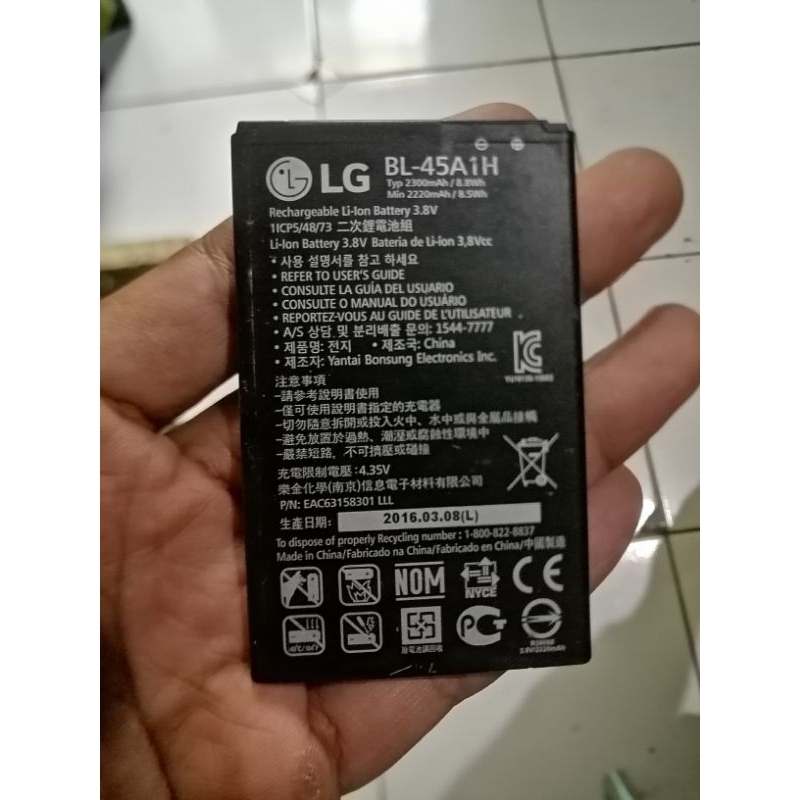 LG
BL-45A1H
Typ 2300mAh / 8.8Wh
Min 2220mAh / 8.5Wh
Rechargeable Li-Ion Battery 3.8V
1ICP5/48/73 二次鋰電池組
Li-Ion Battery 3.8V Bateria de Li-íon 3,8Vcc
• 사용 설명서를 참고 하세요
• REFER TO USER'S GUIDE
• CONSULTE LA GUÍA DEL USUARIO
• CONSULTE O MANUAL DO USUÁRIO
• REPORTEZ-VOUS AU GUIDE DE L'UTILISATEUR
• A/S 상담 및 분리배출 문의: 1544-7777
• 제품명: 전지 • 제조국: China
• 제조자: Yantai Bonsung Electronics Inc.
注意事項
-請參考說明書使用
-僅可使用說明書指定的充電器
-切勿隨意拆開或投入火中、水中或與金屬品接觸
-避免放置於過熱、潮溼或腐蝕性環境中
-嚴禁短路，不可擠壓或碰撞
充電限制電壓：4.35V
樂金化學(南京)信息電子材料有限公司
P/N: EAC63158301 LLL
生產日期: 2016.03.08(L)
To dispose of properly Recycling number : 1-800-822-8837
Made in China/Fabricado na China/Fabricado en China/中國製造
NOM
NYCE
CE
廢電池請回收
3.8V/2220mAh